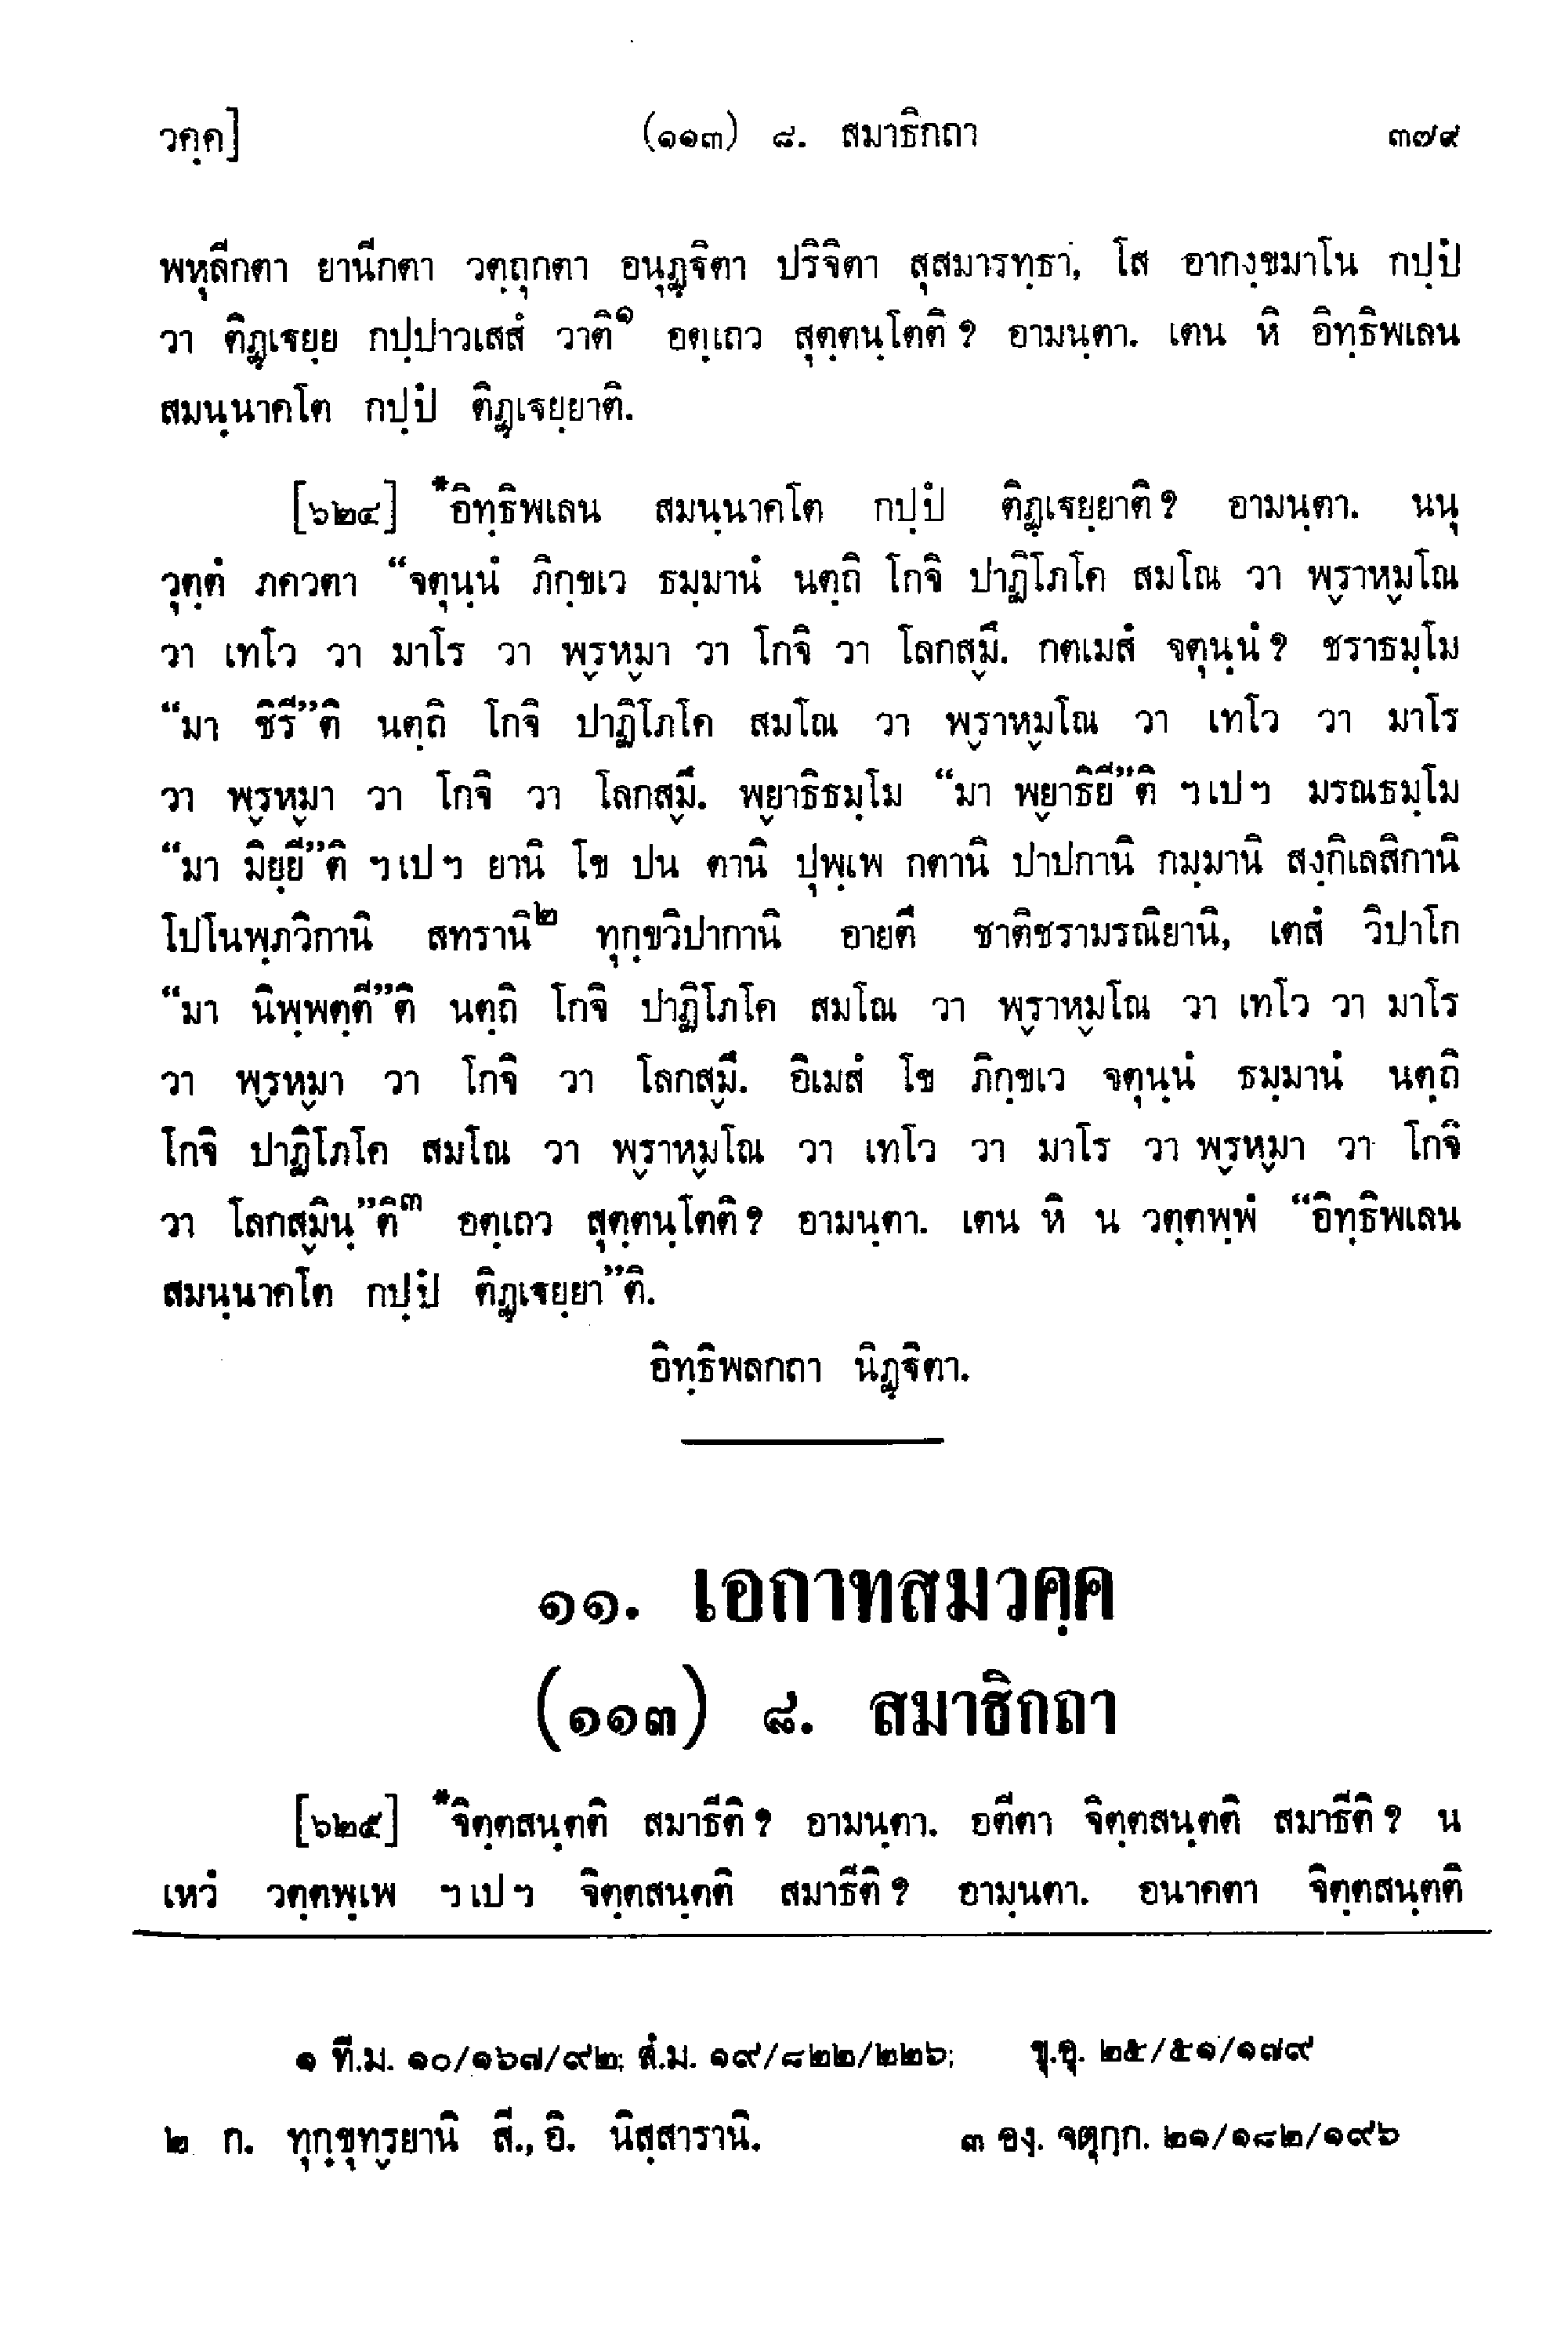 วคฺค]	(๑๑๓) ๘. สมาธิกถา	๓๗๙
พหุลีกตา ยานีกตา วตฺถุกตา อนุฏฺฐิตา ปริจิตา สุสมารทฺธา, โส อากงฺขมาโน กปฺปํ
วา ติฏฺเฐยฺย กปฺปาวเสสํ วาติ๑ อตฺเถว สุตฺตนฺโตติ ? อามนฺตา. เตน หิ อิทฺธิพเลน
สมนฺนาคโต กปฺปํ ติฏฺเฐยฺยาติ.
[๖๒๔] *อิทฺธิพเลน สมนฺนาคโต กปฺปํ ติฏฺเฐยฺยาติ ? อามนฺตา. นนุ
วุตฺตํ ภควตา “จตุนฺนํ ภิกฺขเว ธมฺมานํ นตฺถิ โกจิ ปาฏิโภโค สมโณ วา พฺราหฺมโณ
วา เทโว วา มาโร วา พฺรหฺมา วา โกจิ วา โลกสฺมึ. กตเมสํ จตุนฺนํ ? ชราธมฺโม
“มา ชิรี”ติ นตฺถิ โกจิ ปาฏิโภโค สมโณ วา พฺราหฺมโณ วา เทโว วา มาโร
วา พฺรหฺมา วา โกจิ วา โลกสฺมึ. พฺยาธิธมฺโม “มา พฺยาธิยี”ติ ฯเปฯ มรณธมฺโม
“มา มิยฺยี”ติ ฯเปฯ ยานิ โข ปน ตานิ ปุพฺเพ กตานิ ปาปกานิ กมฺมานิ สงฺกิเลสิกานิ
โปโนพฺภวิกานิ สทรานิ๒ ทุกฺขวิปากานิ อายตึ ชาติชรามรณิยานิ, เตสํ วิปาโก
“มา นิพฺพตฺตี”ติ นตฺถิ โกจิ ปาฏิโภโค สมโณ วา พฺราหฺมโณ วา เทโว วา มาโร
วา พฺรหฺมา วา โกจิ วา โลกสฺมึ. อิเมสํ โข ภิกฺขเว จตุนฺนํ ธมฺมานํ นตฺถิ
โกจิ ปาฏิโภโค สมโณ วา พฺราหฺมโณ วา เทโว วา มาโร วา พฺรหฺมา วา โกจิ
วา โลกสฺมินฺ”ติ๓ อตฺเถว สุตฺตนฺโตติ ? อามนฺตา. เตน หิ น วตฺตพฺพํ “อิทฺธิพเลน
สมนฺนาคโต กปฺปํ ติฏฺเฐยฺยา”ติ.
อิทฺธิพลกถา นิฏฺฐิตา.
๑๑. เอกาทสมวคฺค
(๑๑๓) ๘. สมาธิกถา
[๖๒๕] *จิตฺตสนฺตติ สมาธีติ ? อามนฺตา. อตีตา จิตฺตสนฺตติ สมาธีติ ? น
เหวํ วตฺตพฺเพ ฯเปฯ จิตฺตสนฺตติ สมาธีติ ? อามฺนตา. อนาคตา จิตฺตสนฺตติ
๑ ที.ม. ๑๐/๑๖๗/๙๒; สํ.ม. ๑๙/๘๒๒/๒๒๖; ขุ.อุ. ๒๕/๕๑/๑๗๙
๒ ก. ทุกฺขุทฺรยานิ สี., อิ. นิสฺสารานิ.	๓ องฺ. จตุกฺก. ๒๑/๑๘๒/๑๙๖